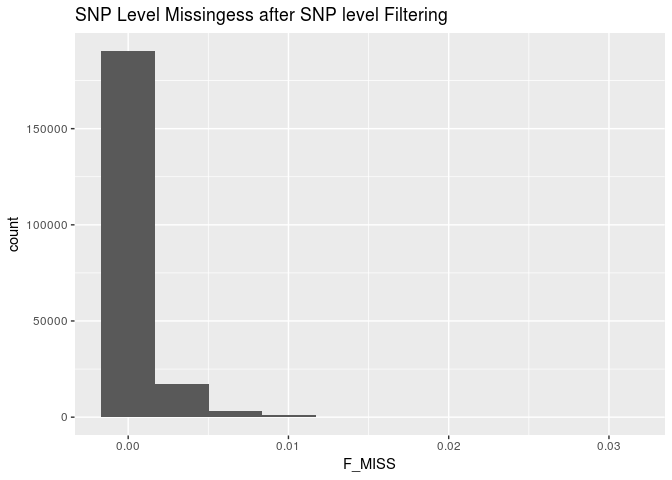 SNP Level Missingess after SNP level Filtering
150000
100000
50000
0
count
0.00 0.01 0.02 0.03
F_MISS